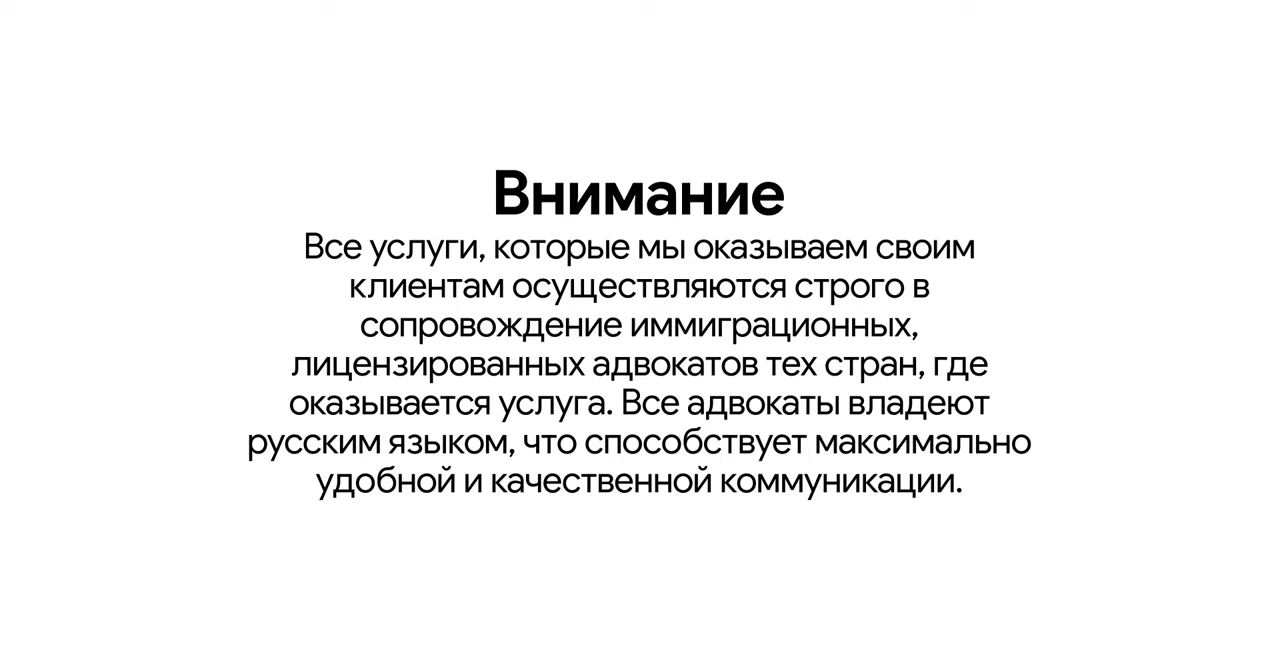 Внимание
Все услуги, которые мы оказываем своим
клиентам осуществляются строго в
сопровождение иммиграционных,
лицензированных адвокатов тех стран, где
оказывается услуга. Все адвокаты владеют
русским языком, что способствует максимально
удобной и качественной коммуникации.